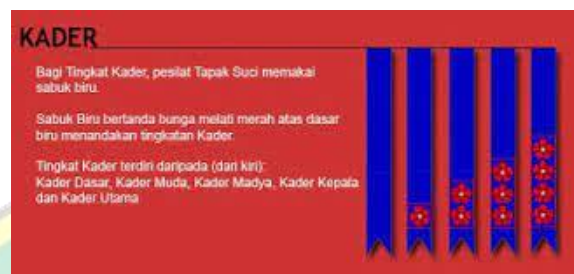 KADER
Bagi Tingkat Kader, pesilat Tapak Suci memakai
sabuk biru.
Sabuk Biru bertanda bunga melati merah atas dasar
biru menandakan tingkatan Kader.
Tingkat Kader terdiri daripada (dari kiri):
Kader Dasar, Kader Muda, Kader Madya, Kader Kepala
dan Kader Utama